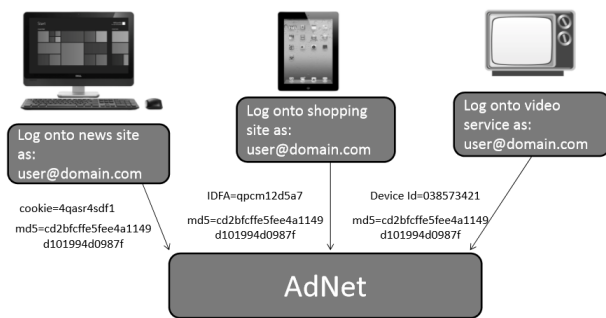 Log onto news site
as:
user@domain.com
Log onto shopping
site as:
user@domain.com
Log onto video
service as:
user@domain.com
cookie=4qasr4sdf1
md5=cd2bfcffe5fee4a1149
d101994d0987f
IDFA=qpcm12d5a7
md5=cd2bfcffe5fee4a1149
d101994d0987f
Device Id=038573421
md5=cd2bfcffe5fee4a1149
d101994d0987f
AdNet